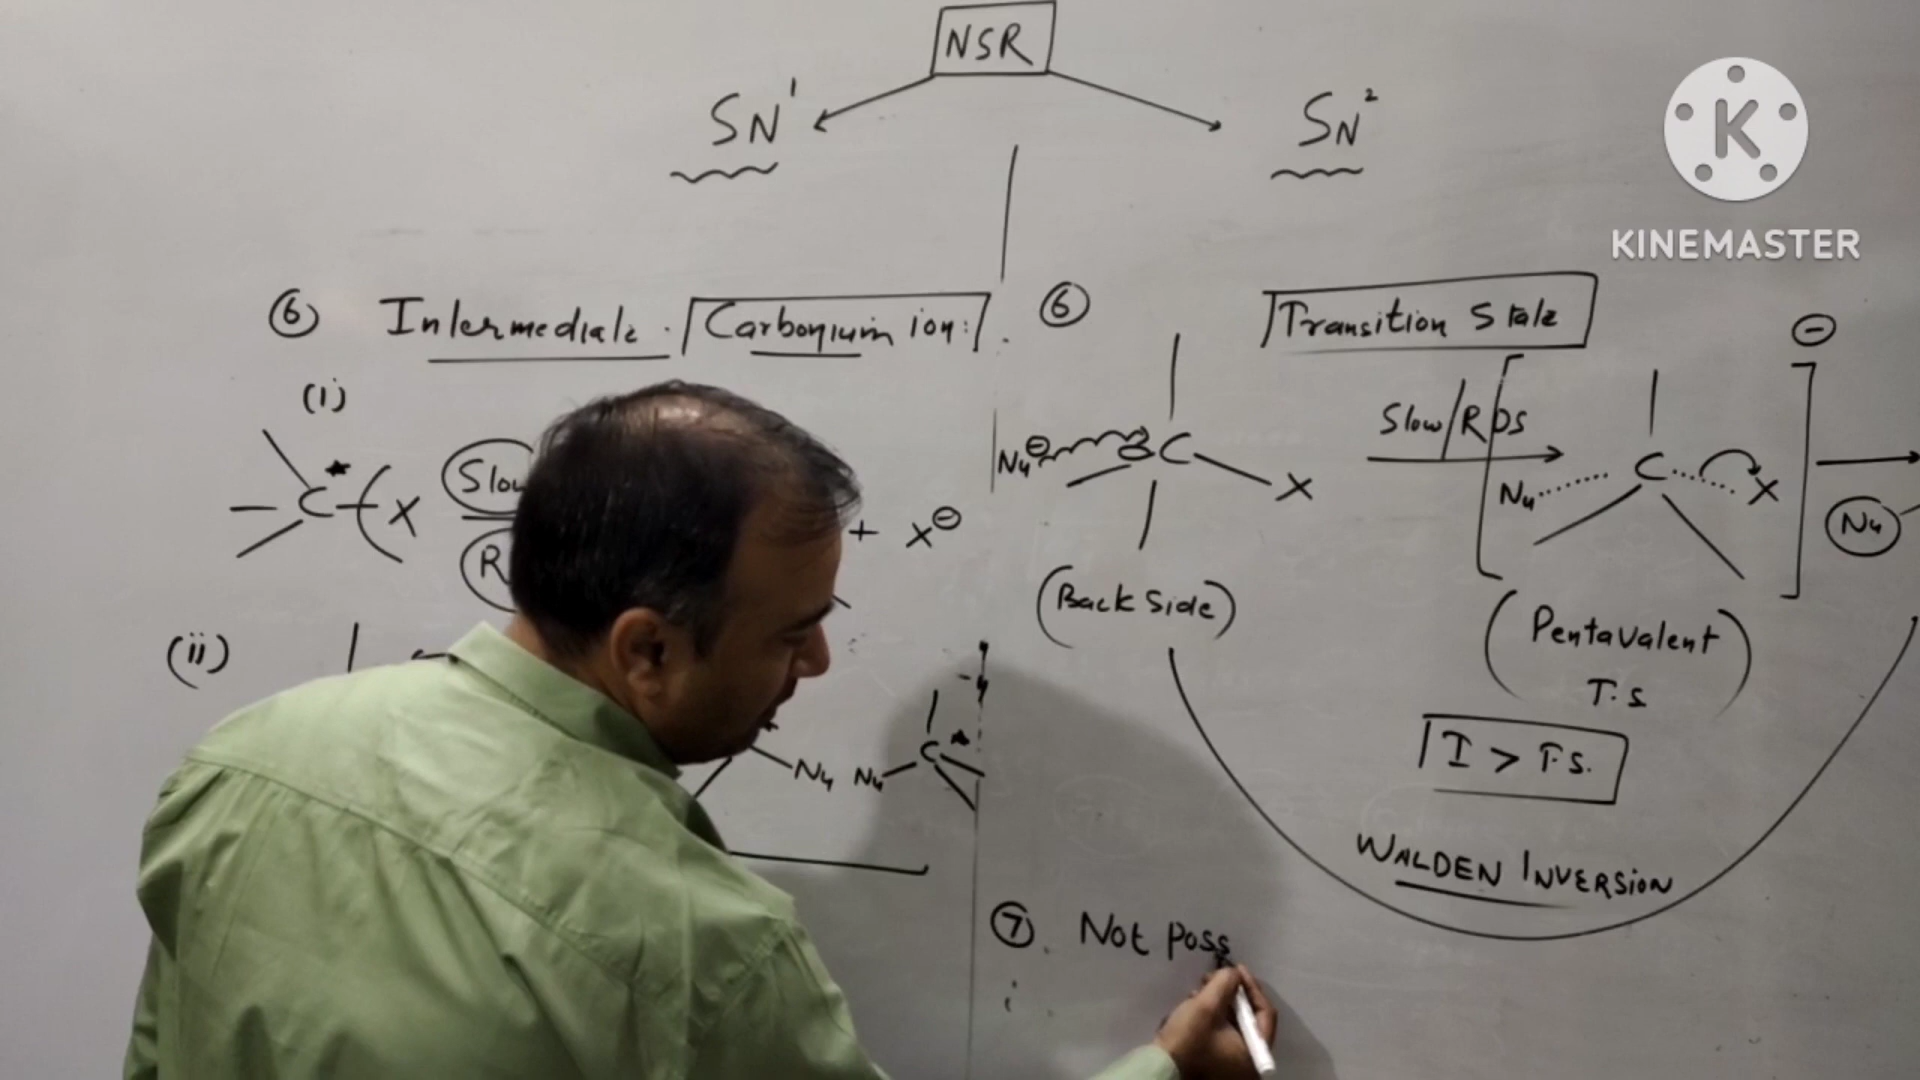 NSR
SN1
SN2
K
KINEMASTER
6 Intermediate. Carbonium ion:
(i)
C* X
Slow
R
+ X⊖
(ii)
Nu Nu C*
6 Transition State
Nu⊖ C X
Slow/RDS
Nu C X ⊖
Nu
(Back Side)
(Pentavalent
T.S)
I > T.S.
WALDEN INVERSION
7. Not Poss